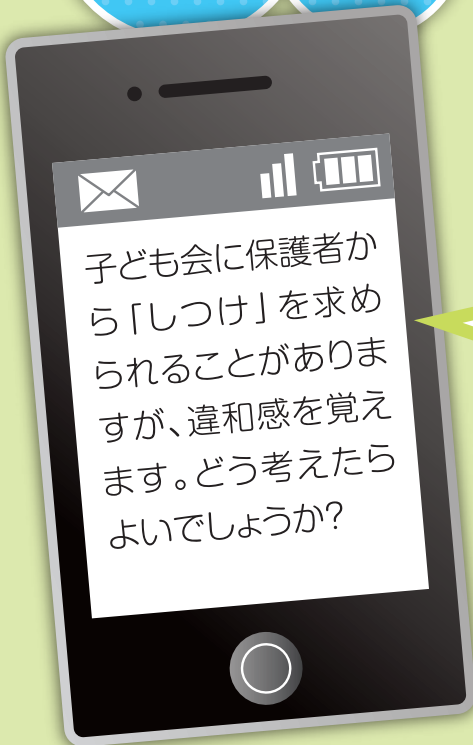 子ども会に保護者か
ら「しつけ」を求め
られることがありま
すが、違和感を覚え
ます。どう考えたら
よいでしょうか?